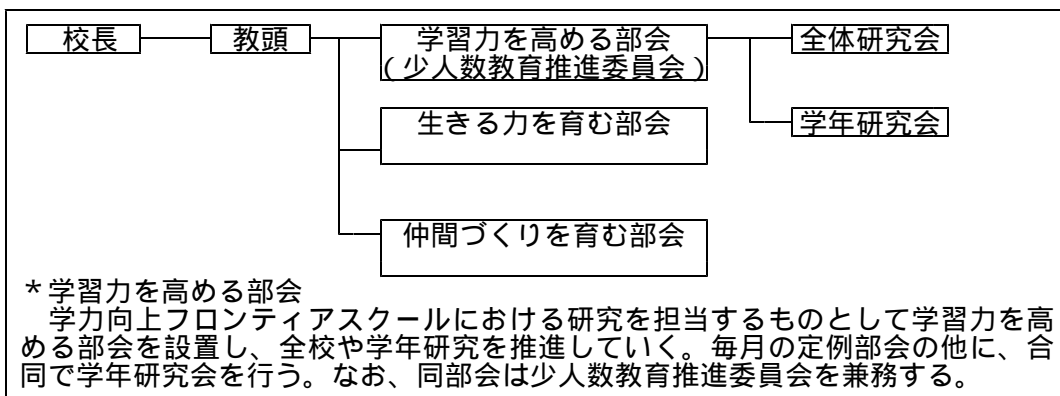 校長 教頭 学習力を高める部会 全体研究会
(少人数教育推進委員会)
生きる力を育む部会 学年研究会
仲間づくりを育む部会
*学習力を高める部会
　学力向上フロンティアスクールにおける研究を担当するものとして学習力を高
める部会を設置し、全校や学年研究を推進していく。毎月の定例部会の他に、合
同で学年研究会を行う。なお、同部会は少人数教育推進委員会を兼務する。